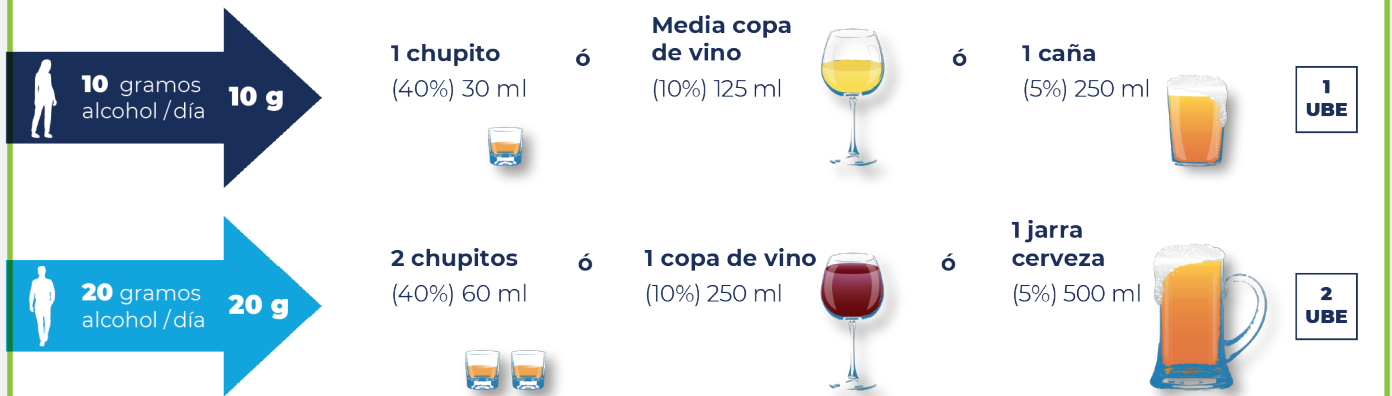 10 gramos
alcohol /día
10 g
1 chupito
(40%) 30 ml
ó
Media copa
de vino
(10%) 125 ml
ó
1 caña
(5%) 250 ml
1
UBE
20 gramos
alcohol /día
20 g
2 chupitos
(40%) 60 ml
ó
1 copa de vino
(10%) 250 ml
ó
1 jarra
cerveza
(5%) 500 ml
2
UBE